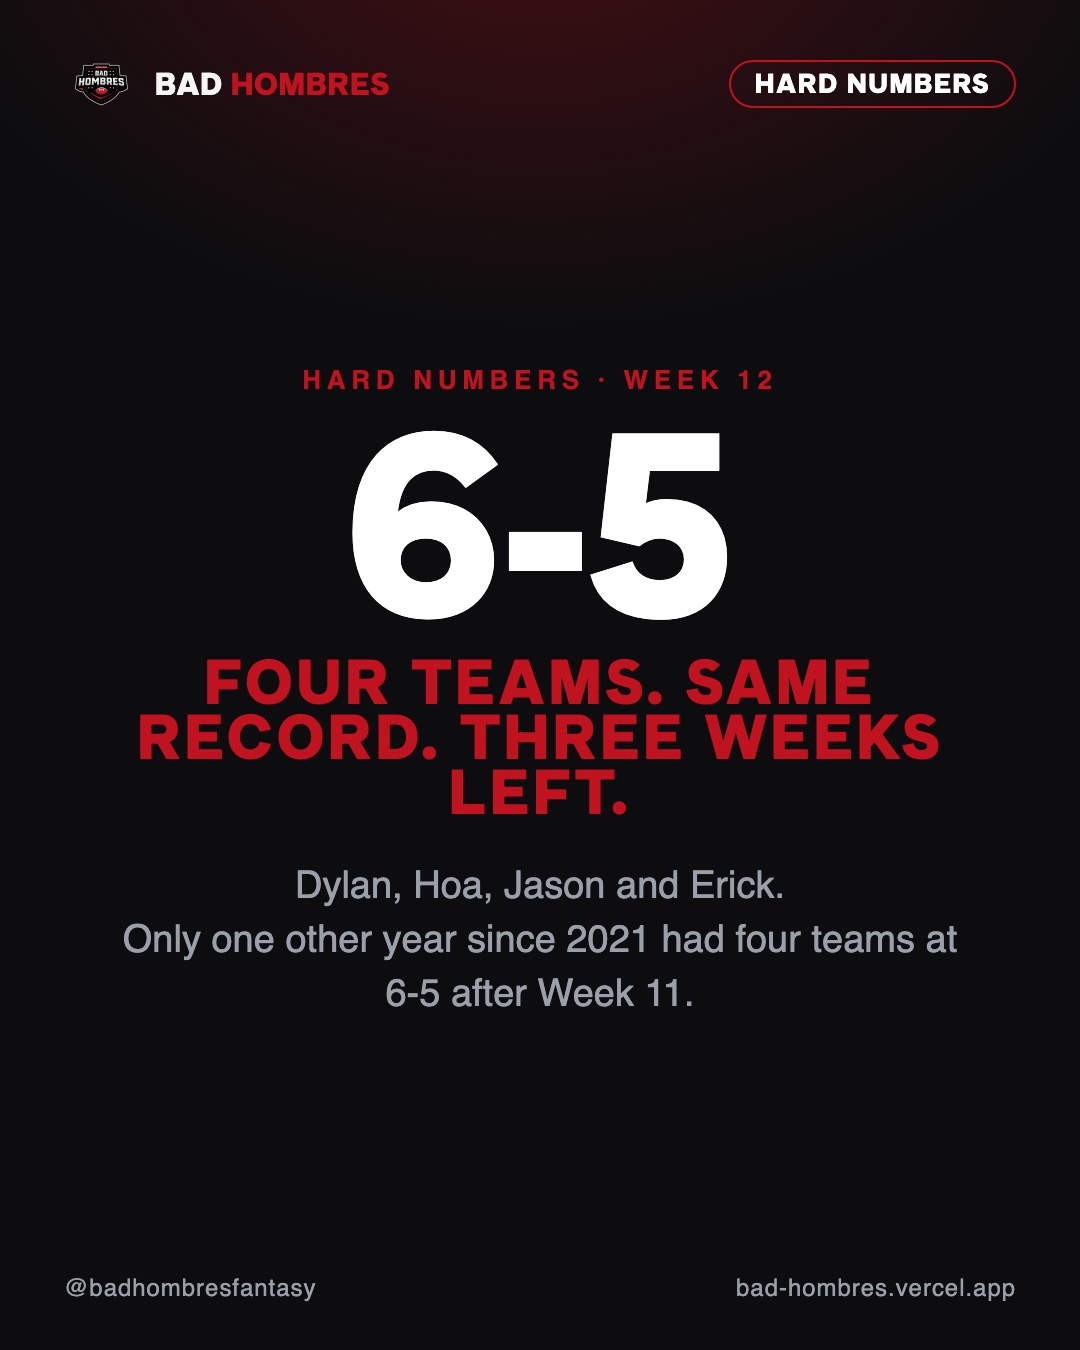 BAD HOMBRES
BAD HOMBRES
HARD NUMBERS
HARD NUMBERS · WEEK 12
6-5
FOUR TEAMS. SAME
RECORD. THREE WEEKS
LEFT.
Dylan, Hoa, Jason and Erick.
Only one other year since 2021 had four teams at
6-5 after Week 11.
@badhombresfantasy
bad-hombres.vercel.app